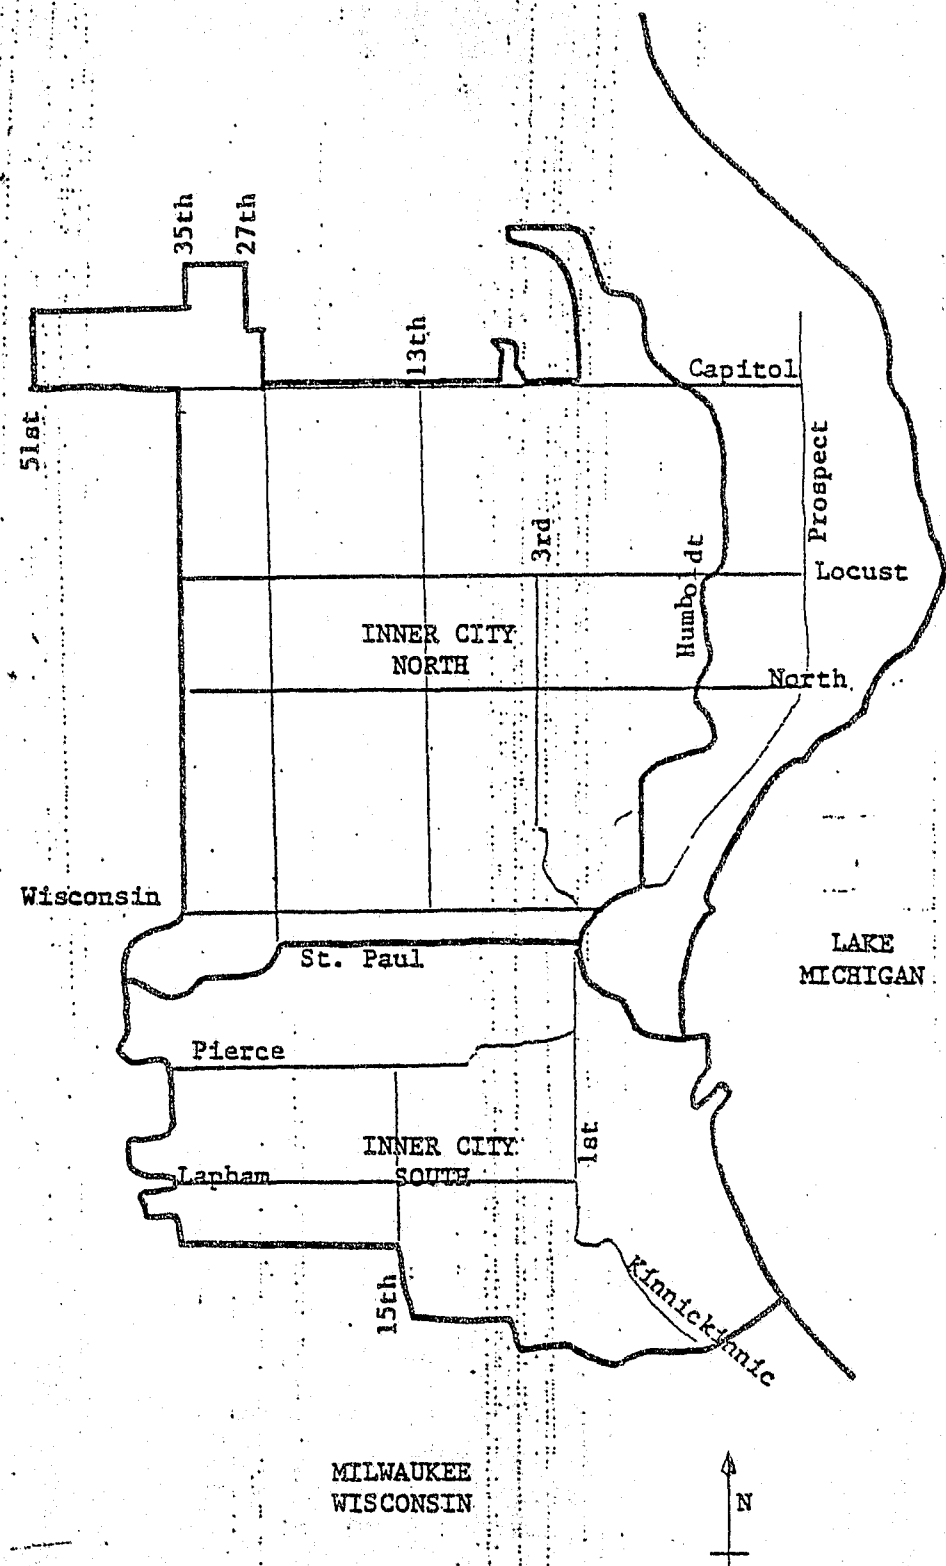 35th
27th
13th
Capitol
51st
Prospect
3rd
Humboldt
Locust
INNER CITY
NORTH
North
Wisconsin
LAKE
MICHIGAN
St. Paul
Pierce
INNER CITY
SOUTH
1st
Lapham
15th
Kinnickinnic
MILWAUKEE
WISCONSIN
N